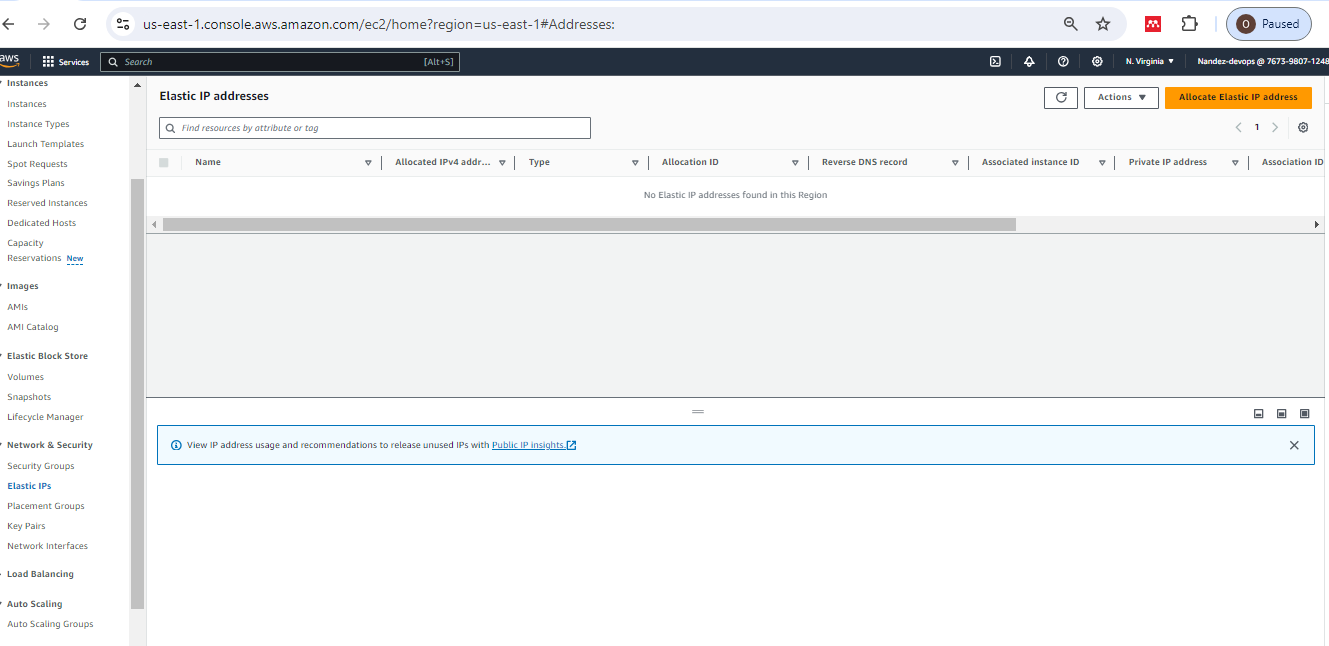 us-east-1.console.aws.amazon.com/ec2/home?region=us-east-1#Addresses:
O Paused
aws Services Search [Alt+S] N. Virginia Nandez-devops @ 7673-9807-1248
Instances
Instances
Instance Types
Launch Templates
Spot Requests
Savings Plans
Reserved Instances
Dedicated Hosts
Capacity
Reservations New
Images
AMIs
AMI Catalog
Elastic Block Store
Volumes
Snapshots
Lifecycle Manager
Network & Security
Security Groups
Elastic IPs
Placement Groups
Key Pairs
Network Interfaces
Load Balancing
Auto Scaling
Auto Scaling Groups
Elastic IP addresses
Actions
Allocate Elastic IP address
Find resources by attribute or tag
1
Name Allocated IPv4 addr... Type Allocation ID Reverse DNS record Associated instance ID Private IP address Association ID
No Elastic IP addresses found in this Region
View IP address usage and recommendations to release unused IPs with Public IP insights.